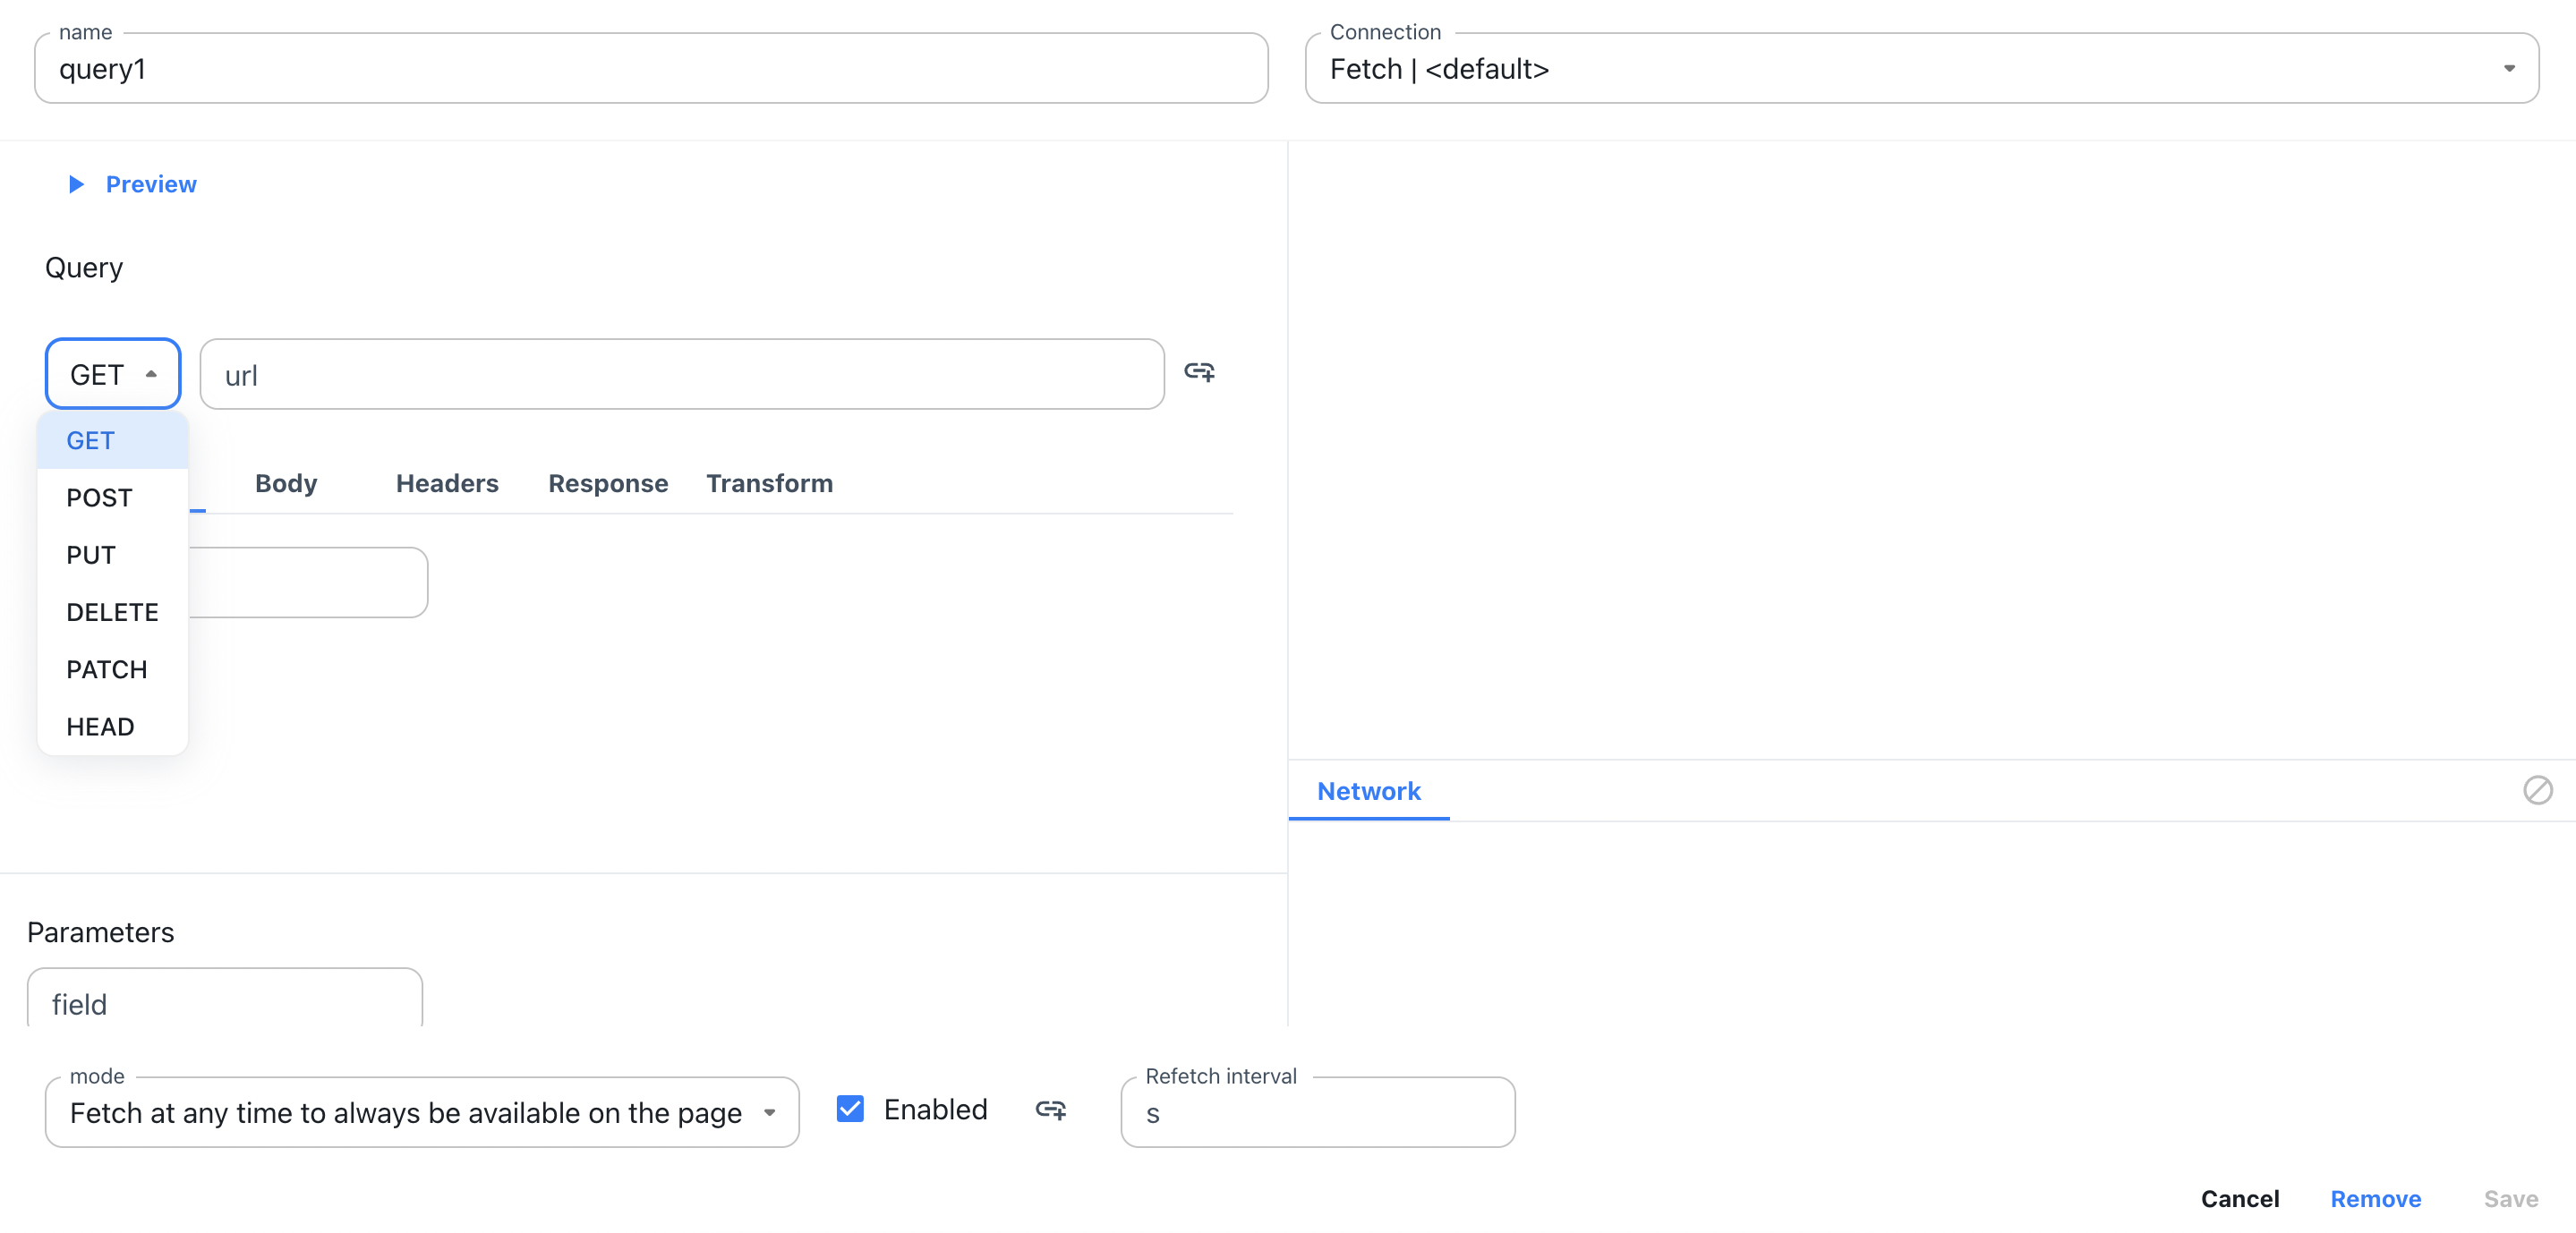 name
query1
Connection
Fetch | <default>
Preview
Query
GET
url
GET
POST
PUT
DELETE
PATCH
HEAD
Body
Headers
Response
Transform
Network
Parameters
field
mode
Fetch at any time to always be available on the page
Enabled
Refetch interval
s
Cancel
Remove
Save